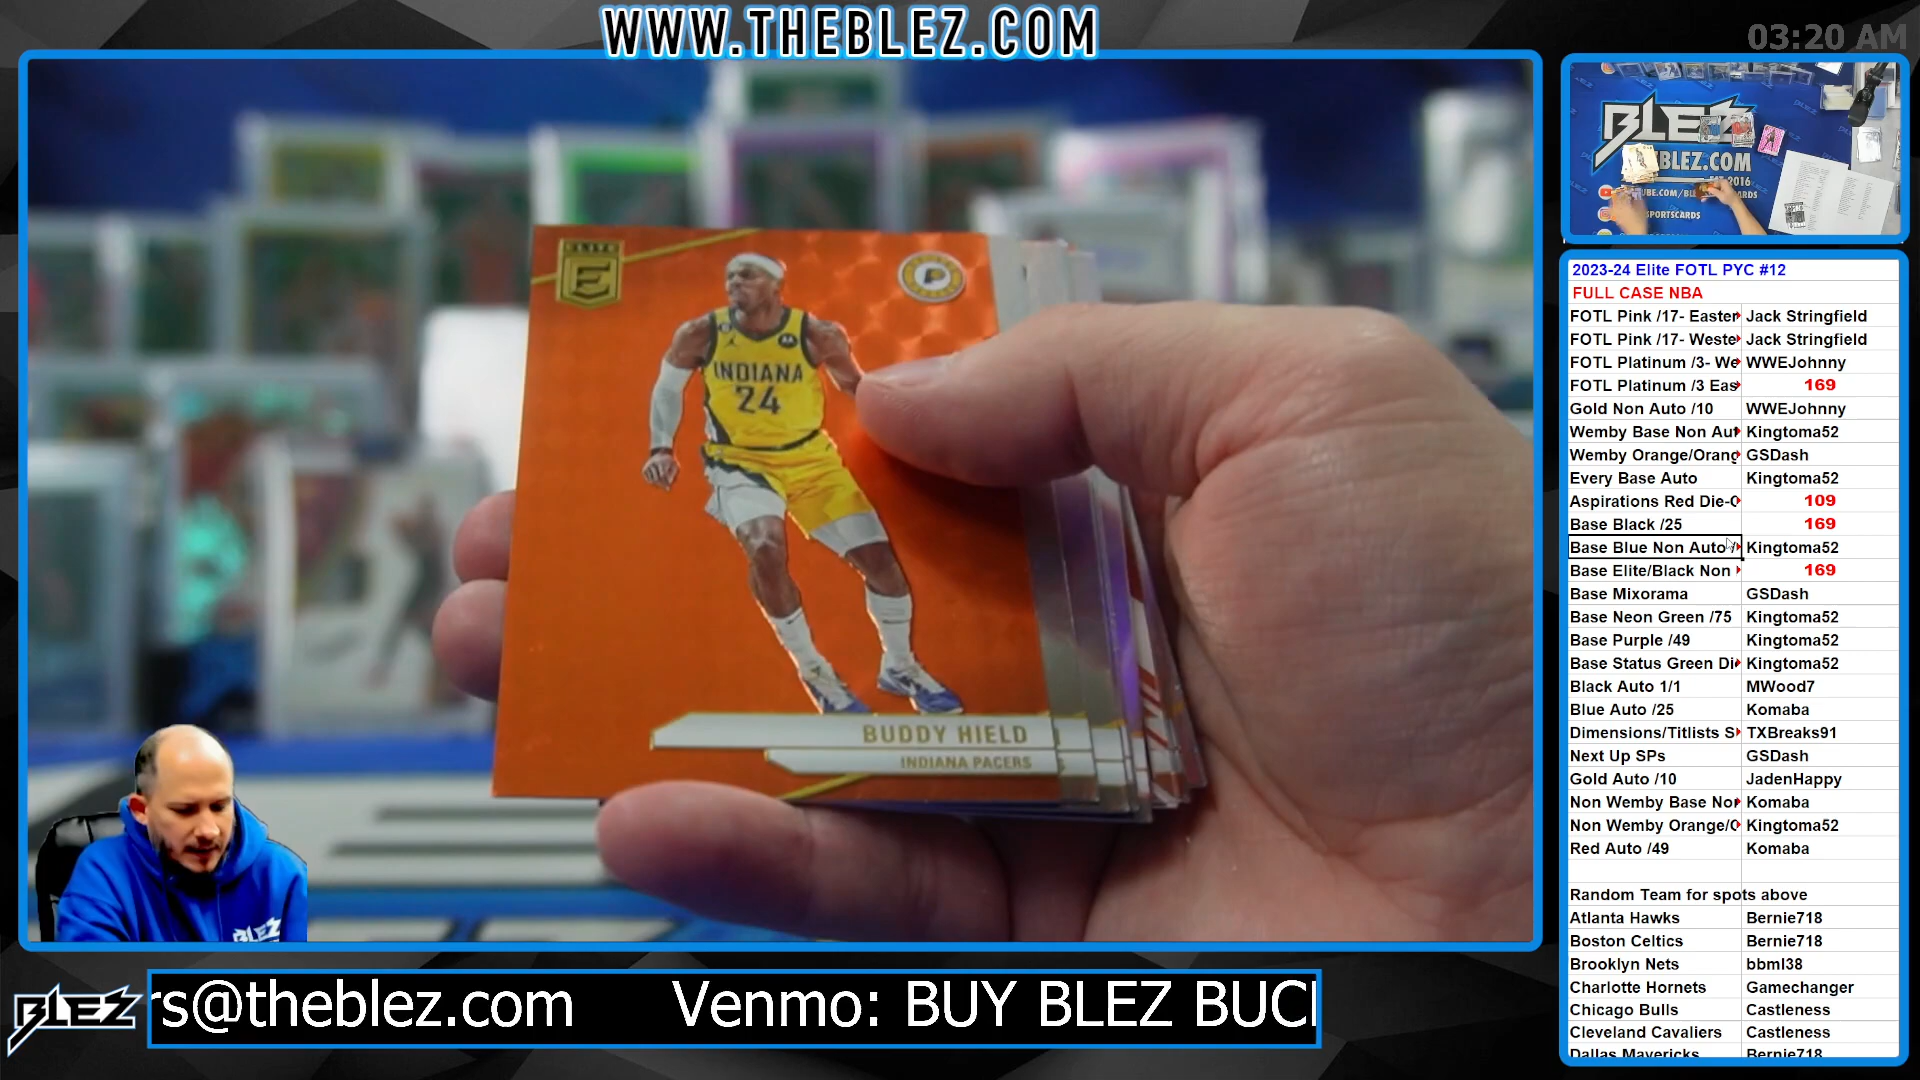 WWW.THEBLEZ.COM
03:20 AM
ELITE
E
INDIANA
24
BUDDY HIELD
INDIANA PACERS
BLEZ
BLEZ.COM
2016
SPORTSCARDS
2023-24 Elite FOTL PYC #12
FULL CASE NBA
FOTL Pink /17- Easter Jack Stringfield
FOTL Pink /17- Weste Jack Stringfield
FOTL Platinum /3- We WWEJohnny
FOTL Platinum /3 Eas 169
Gold Non Auto /10 WWEJohnny
Wemby Base Non Aut Kingtoma52
Wemby Orange/Orang GSDash
Every Base Auto Kingtoma52
Aspirations Red Die-C 109
Base Black /25 169
Base Blue Non Auto / Kingtoma52
Base Elite/Black Non 169
Base Mixorama GSDash
Base Neon Green /75 Kingtoma52
Base Purple /49 Kingtoma52
Base Status Green Di Kingtoma52
Black Auto 1/1 MWood7
Blue Auto /25 Komaba
Dimensions/Titlists S TXBreaks91
Next Up SPs GSDash
Gold Auto /10 JadenHappy
Non Wemby Base Non Komaba
Non Wemby Orange/O Kingtoma52
Red Auto /49 Komaba
Random Team for spots above
Atlanta Hawks Bernie718
Boston Celtics Bernie718
Brooklyn Nets bbml38
Charlotte Hornets Gamechanger
Chicago Bulls Castleness
Cleveland Cavaliers Castleness
Dallas Mavericks Bernie718
BLEZ
BLEZ
rs@theblez.com Venmo: BUY BLEZ BUC